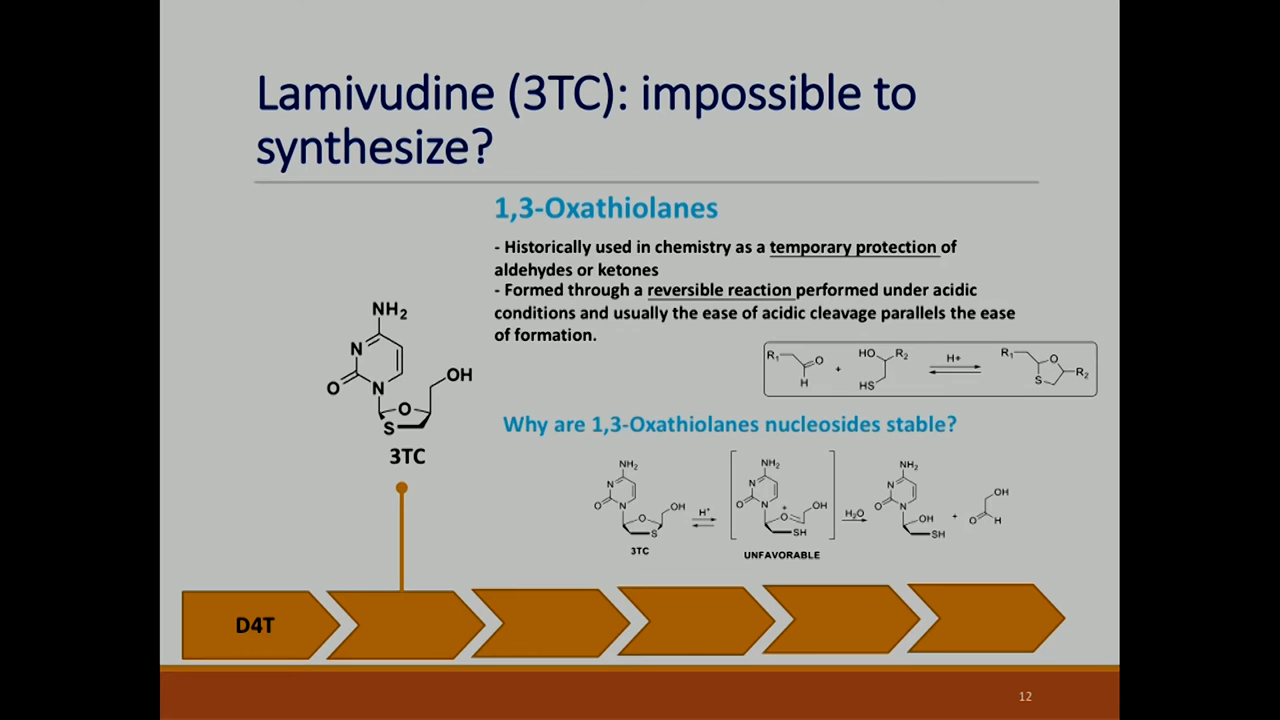 Lamivudine (3TC): impossible to
synthesize?
1,3-Oxathiolanes
- Historically used in chemistry as a temporary protection of
aldehydes or ketones
- Formed through a reversible reaction performed under acidic
conditions and usually the ease of acidic cleavage parallels the ease
of formation.
R1 O H + HO R2 HS H+ R1 O S R2
NH2
N
O N OH
O
S
3TC
Why are 1,3-Oxathiolanes nucleosides stable?
NH2 NH2 NH2
N N N OH
O N OH O N OH O N
O H+ + O H2O OH + O H
S SH SH
3TC UNFAVORABLE
D4T
12